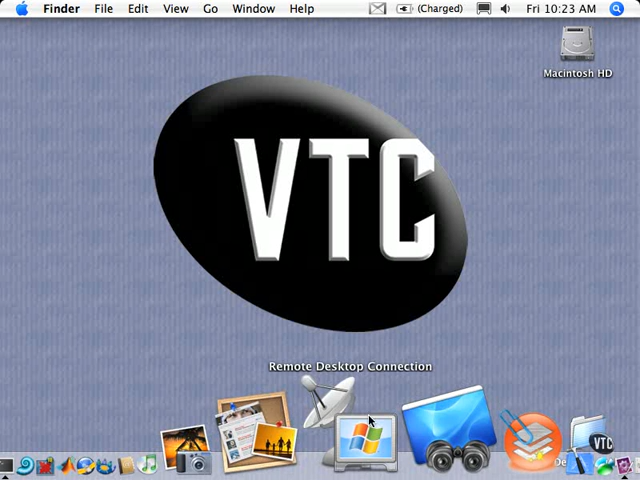 Finder File Edit View Go Window Help (Charged) Fri 10:23 AM
Macintosh HD
VTC
Remote Desktop Connection
VTC